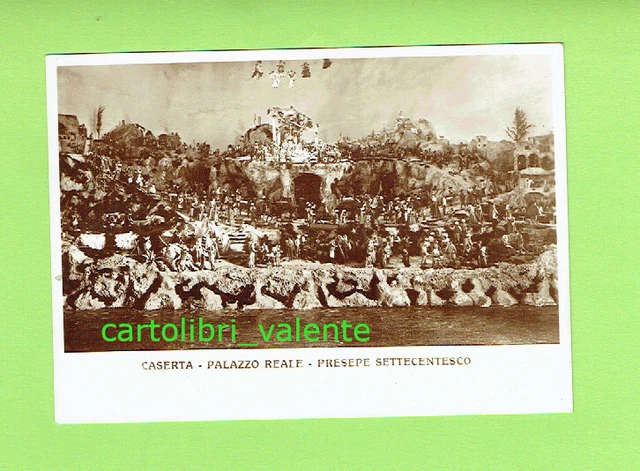 cartolibri_valente
CASERTA - PALAZZO REALE - PRESEPE SETTECENTESCO